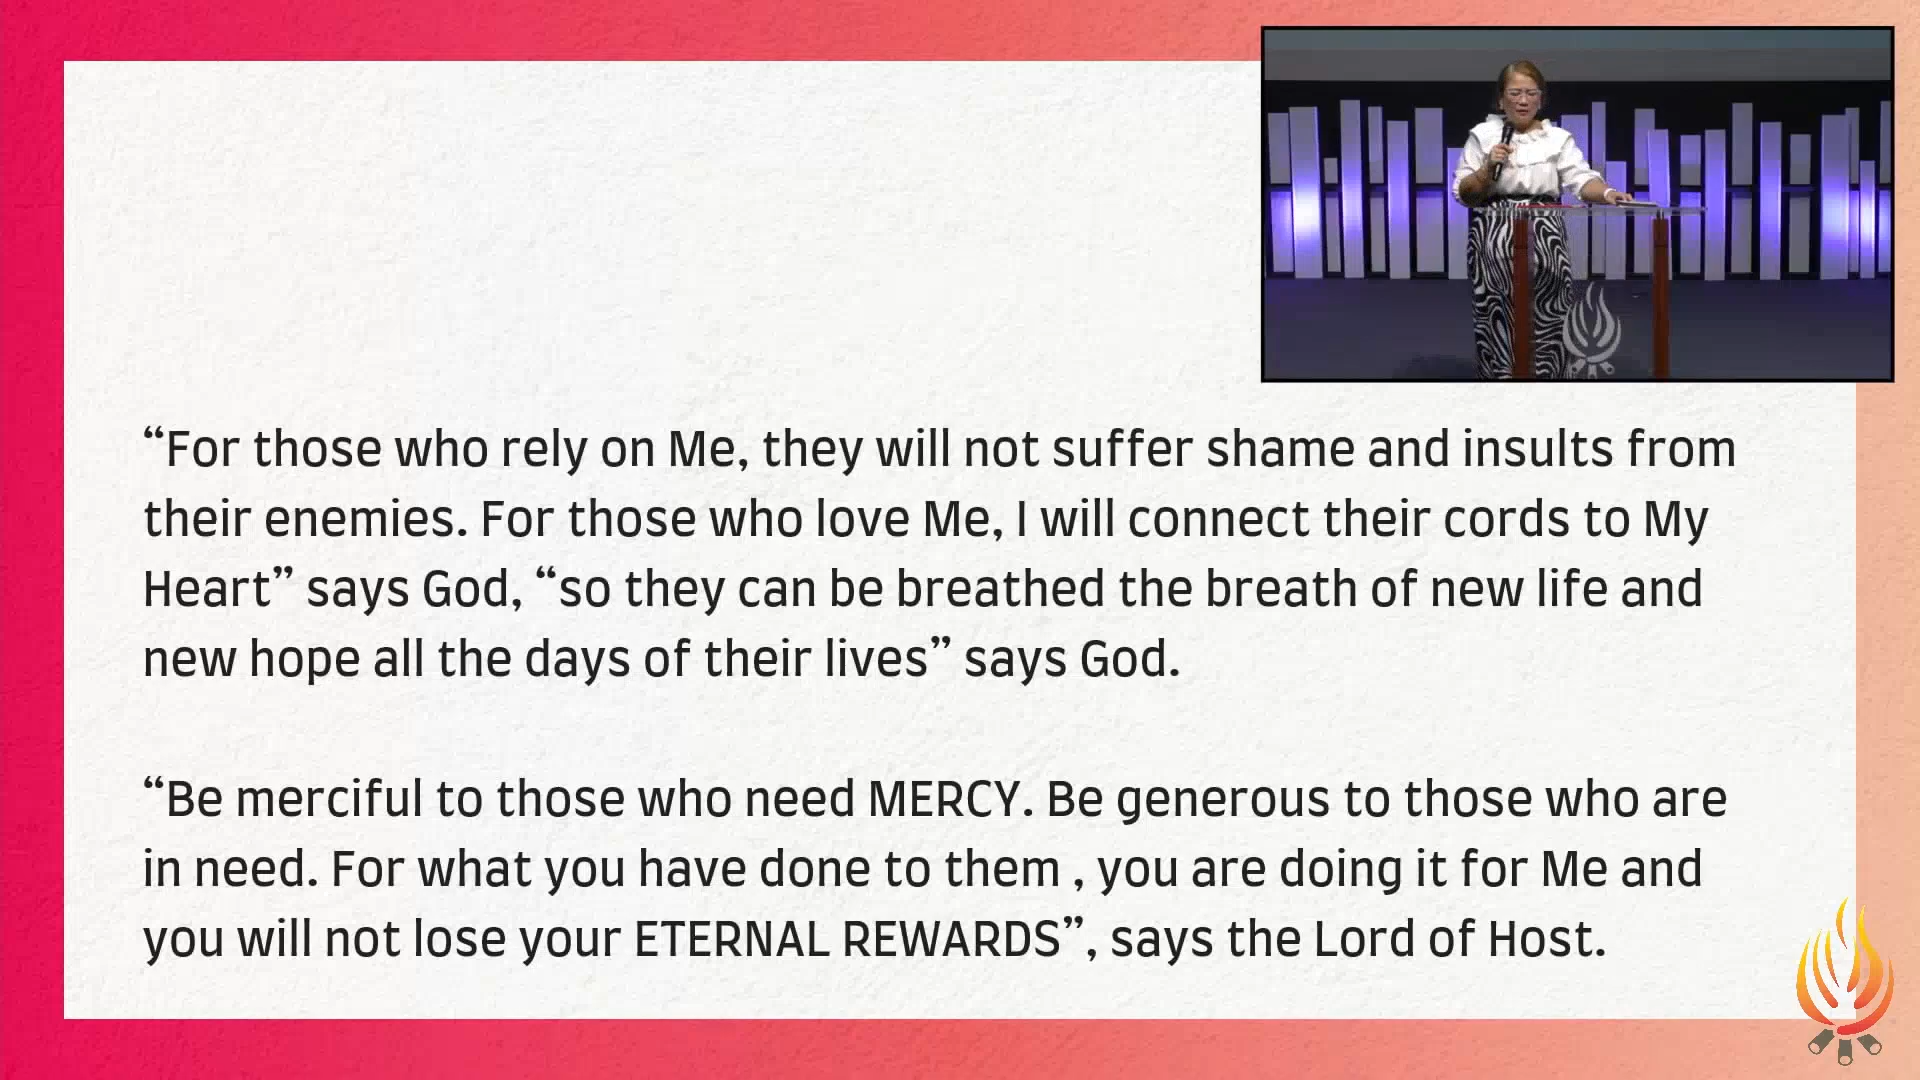 “For those who rely on Me, they will not suffer shame and insults from
their enemies. For those who love Me, I will connect their cords to My
Heart” says God, “so they can be breathed the breath of new life and
new hope all the days of their lives” says God.
“Be merciful to those who need MERCY. Be generous to those who are
in need. For what you have done to them , you are doing it for Me and
you will not lose your ETERNAL REWARDS”, says the Lord of Host.